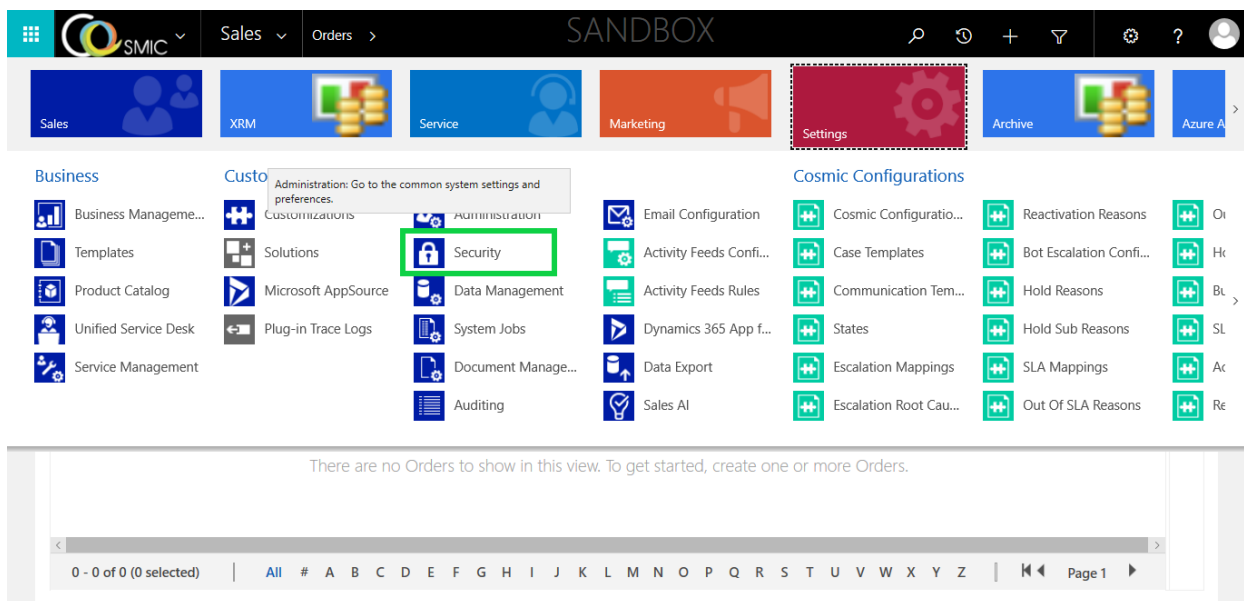 COSMIC Sales Orders > SANDBOX ?
Sales XRM Service Marketing Settings Archive Azure A
Business Custo Cosmic Configurations
Administration: Go to the common system settings and
preferences.
Business Manageme... Customizations Administration Email Configuration Cosmic Configuratio... Reactivation Reasons
Templates Solutions Security Activity Feeds Confi... Case Templates Bot Escalation Confi... Ho
Product Catalog Microsoft AppSource Data Management Activity Feeds Rules Communication Tem... Hold Reasons Bu
Unified Service Desk Plug-in Trace Logs System Jobs Dynamics 365 App f... States Hold Sub Reasons SL
Service Management Document Manage... Data Export Escalation Mappings SLA Mappings
Auditing Sales AI Escalation Root Cau... Out Of SLA Reasons Re
There are no Orders to show in this view. To get started, create one or more Orders.
0 - 0 of 0 (0 selected) All # A B C D E F G H I J K L M N O P Q R S T U V W X Y Z Page 1